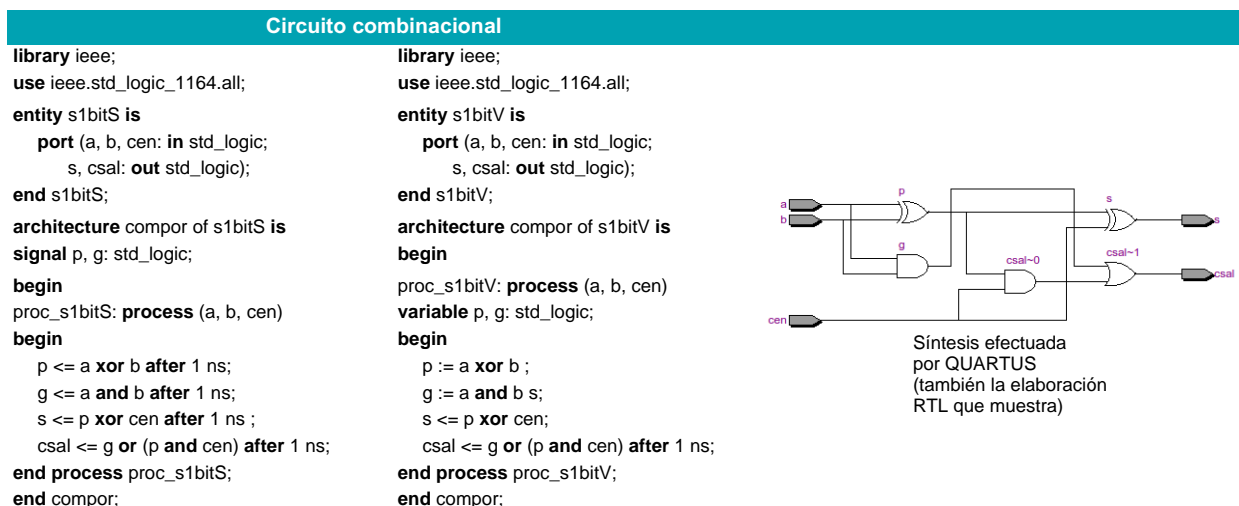 Circuito combinacional
library ieee;
use ieee.std_logic_1164.all;
entity s1bitS is
port (a, b, cen: in std_logic;
s, csal: out std_logic);
end s1bitS;
architecture compor of s1bitS is
signal p, g: std_logic;
begin
proc_s1bitS: process (a, b, cen)
begin
p <= a xor b after 1 ns;
g <= a and b after 1 ns;
s <= p xor cen after 1 ns ;
csal <= g or (p and cen) after 1 ns;
end process proc_s1bitS;
end compor;
library ieee;
use ieee.std_logic_1164.all;
entity s1bitV is
port (a, b, cen: in std_logic;
s, csal: out std_logic);
end s1bitV;
architecture compor of s1bitV is
begin
proc_s1bitV: process (a, b, cen)
variable p, g: std_logic;
begin
p := a xor b ;
g := a and b s;
s <= p xor cen;
csal <= g or (p and cen) after 1 ns;
end process proc_s1bitV;
end compor;
p
s
a
b
s
g
csal~0
csal~1
csal
cen
Síntesis efectuada
por QUARTUS
(también la elaboración
RTL que muestra)